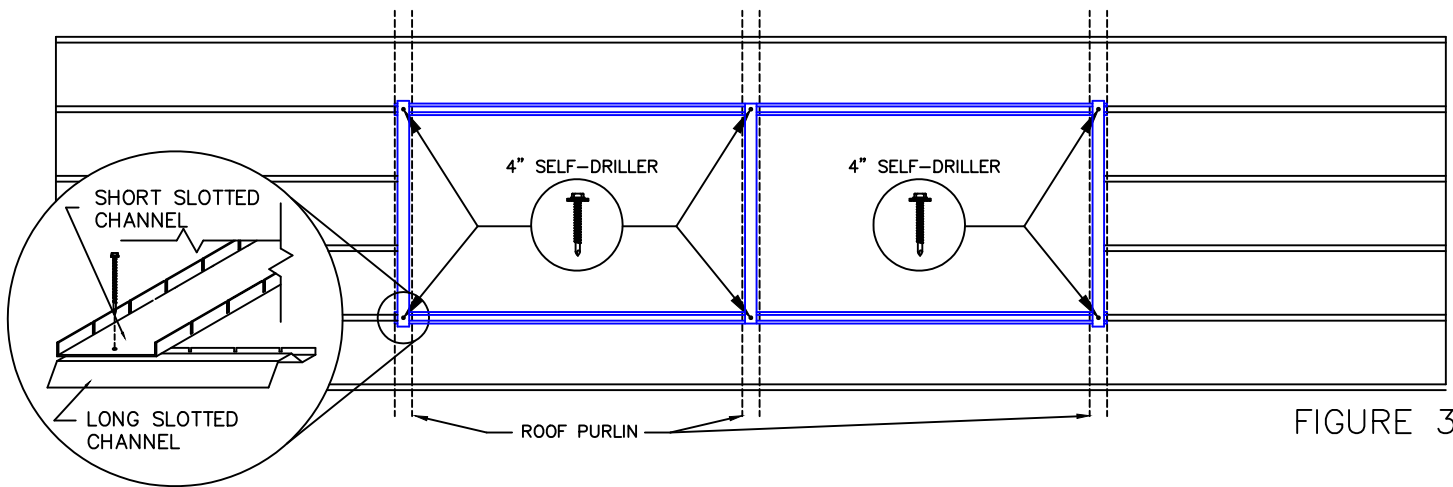 4” SELF-DRILLER
4” SELF-DRILLER
SHORT SLOTTED
CHANNEL
LONG SLOTTED
CHANNEL
ROOF PURLIN
FIGURE 3